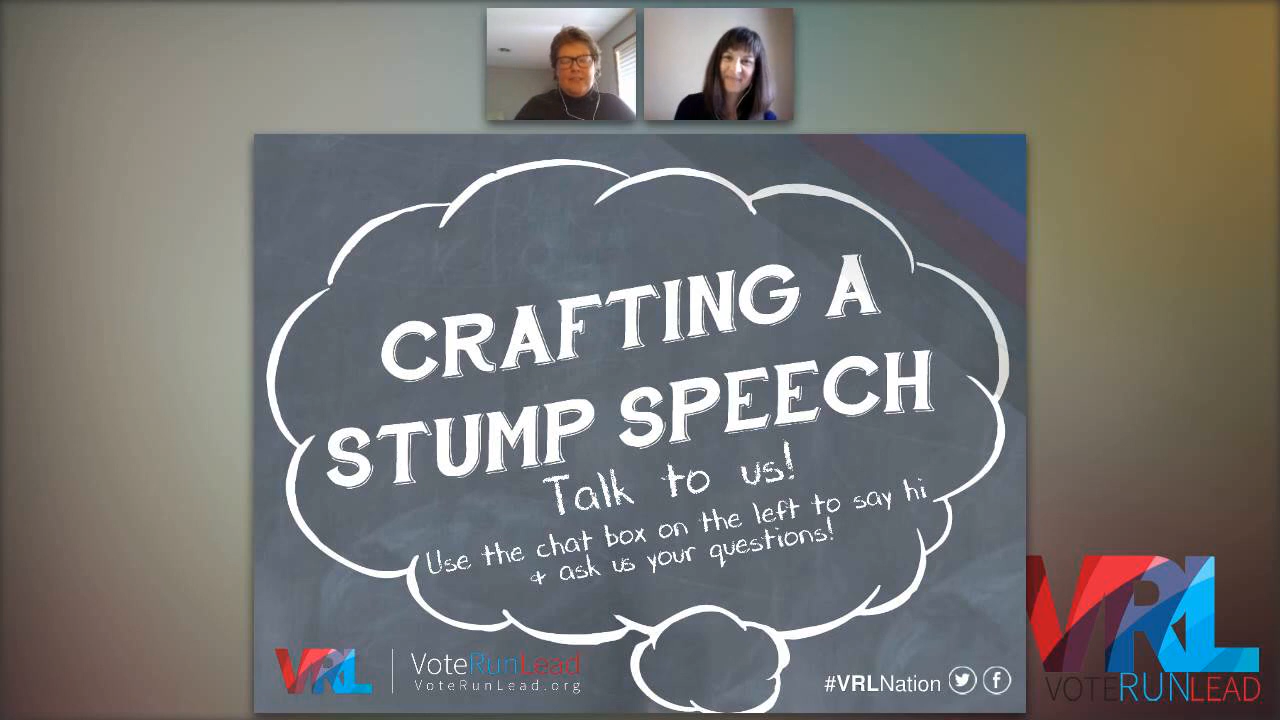 CRAFTING A
STUMP SPEECH
Talk to us!
Use the chat box on the left to say hi
+ ask us your questions!
VRL
VoteRunLead
VoteRunLead.org
#VRLNation
VRL
VOTERUNLEAD